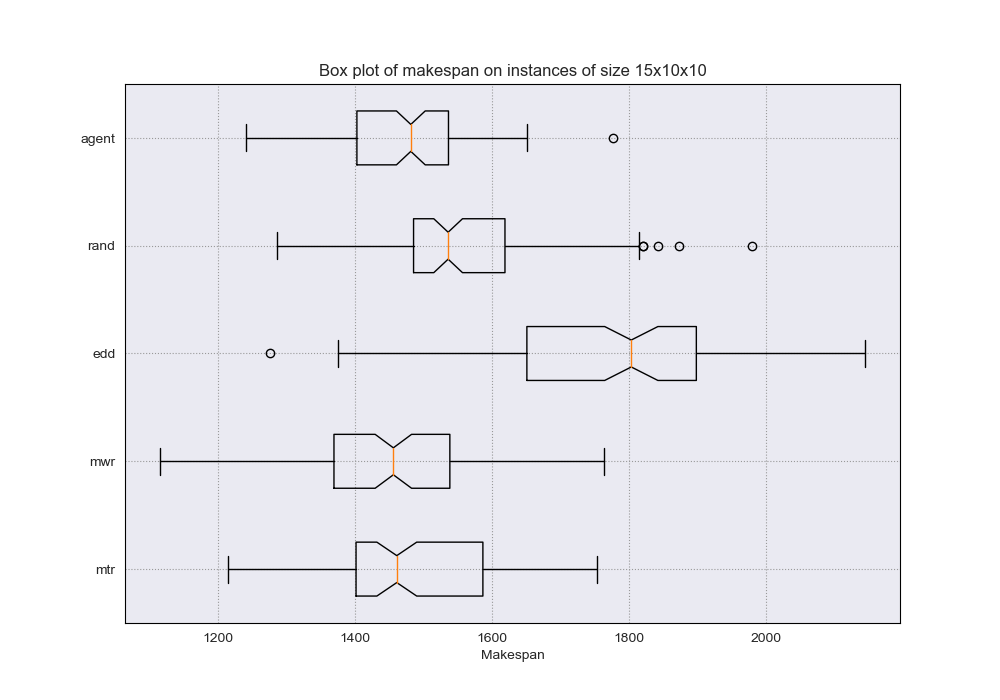 Box plot of makespan on instances of size 15x10x10
agent
rand
edd
mwr
mtr
1200 1400 1600 1800 2000
Makespan